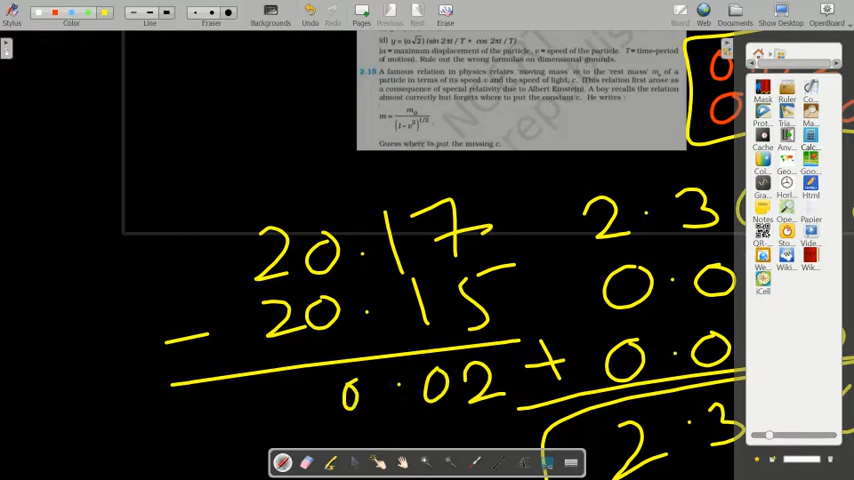 Stylus Color Line Eraser Backgrounds Undo Redo Pages Previous Next Erase Board Web Documents Show Desktop OpenBoard
(d) y = (a√2) (sin 2πt / T + cos 2πt / T)
(a = maximum displacement of the particle, v = speed of the particle. T = time-period
of motion). Rule out the wrong formulas on dimensional grounds.
2.13 A famous relation in physics relates 'moving mass' m to the 'rest mass' m₀ of a
particle in terms of its speed v and the speed of light, c. (This relation first arose as
a consequence of special relativity due to Albert Einstein). A boy recalls the relation
almost correctly but forgets where to put the constant c. He writes :
m = m₀ / (1-v²)^1/2 .
Guess where to put the missing c.
20.17
- 20.15
0.02
2.3
0.0
+ 0.0
2.3
Mask Ruler Co...
Prot... Tria... Ma...
Cache Any... Calc...
Col... Geo... Goo...
Gra... Horl... Html
Notes Ope... Papier
QR-... Sto... Vide...
We... Wiki... Wik...
iCell